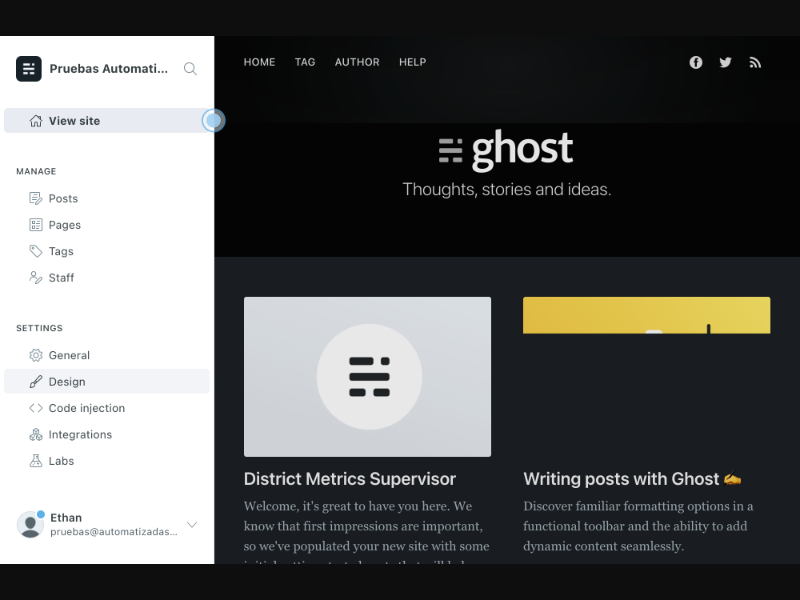 Pruebas Automati...
View site
MANAGE
Posts
Pages
Tags
Staff
SETTINGS
General
Design
Code injection
Integrations
Labs
Ethan
pruebas@automatizadas...
HOME TAG AUTHOR HELP
ghost
Thoughts, stories and ideas.
District Metrics Supervisor
Welcome, it's great to have you here. We
know that first impressions are important,
so we've populated your new site with some
Writing posts with Ghost ✍️
Discover familiar formatting options in a
functional toolbar and the ability to add
dynamic content seamlessly.